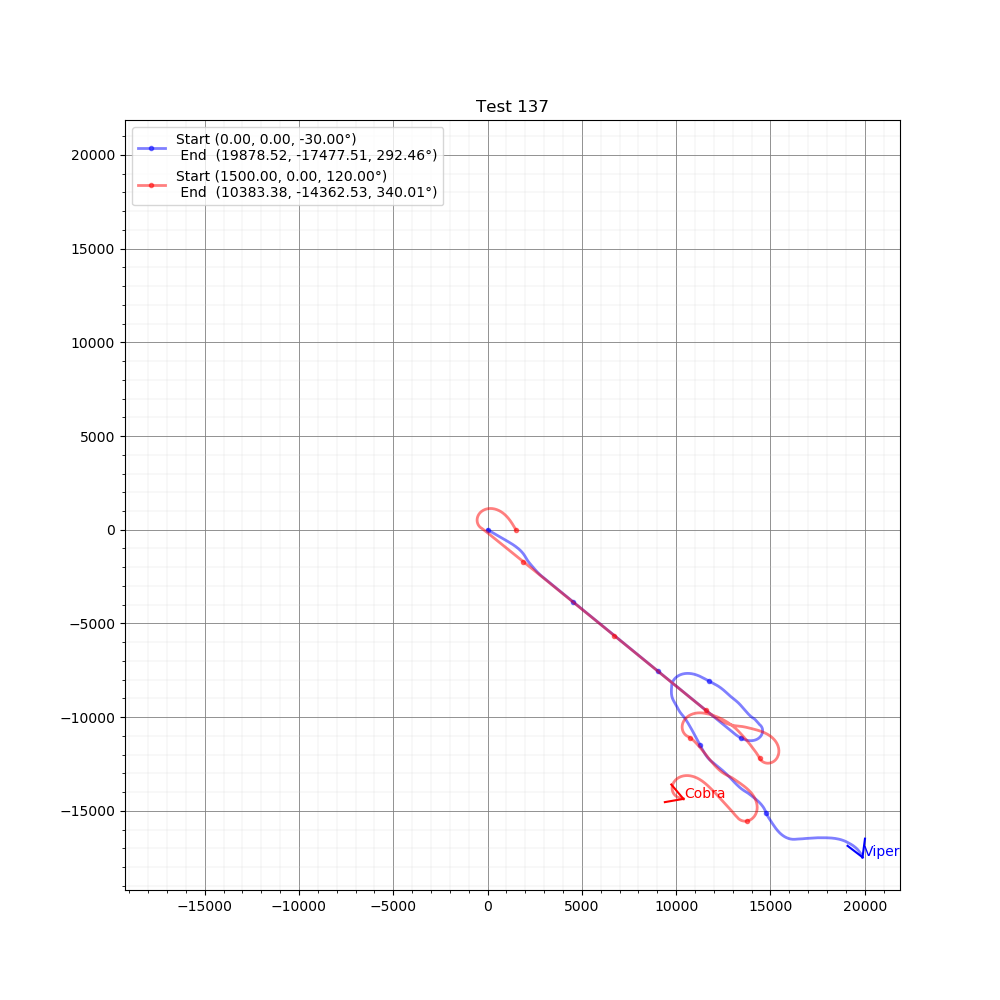 Test 137
Start (0.00, 0.00, -30.00°)
End  (19878.52, -17477.51, 292.46°)
Start (1500.00, 0.00, 120.00°)
End  (10383.38, -14362.53, 340.01°)
20000
15000
10000
5000
0
−5000
−10000
−15000
Cobra
Viper
−15000 −10000 −5000 0 5000 10000 15000 20000